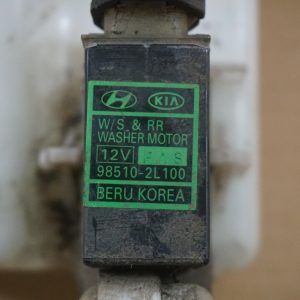 KIA
W/S & RR
WASHER MOTOR
12V
98510-2L100
BERU KOREA